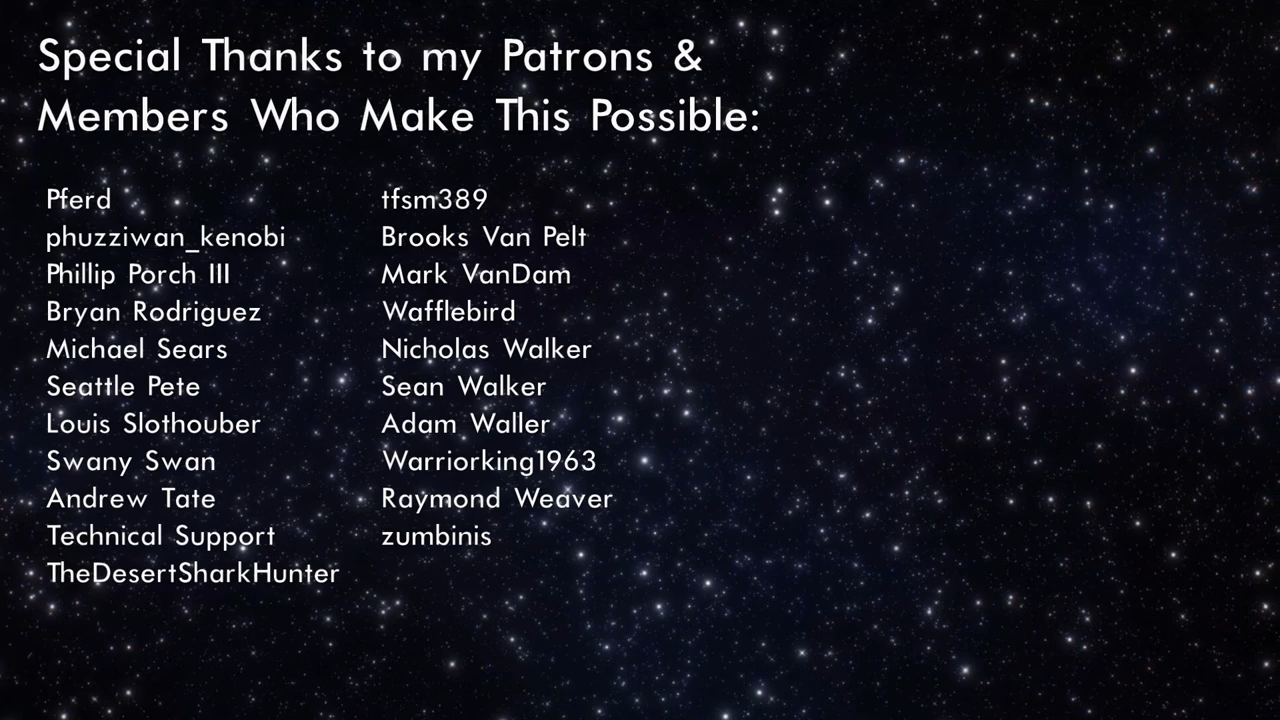 Special Thanks to my Patrons &
Members Who Make This Possible:
Pferd
phuzziwan_kenobi
Phillip Porch III
Bryan Rodriguez
Michael Sears
Seattle Pete
Louis Slothouber
Swany Swan
Andrew Tate
Technical Support
TheDesertSharkHunter
tfsm389
Brooks Van Pelt
Mark VanDam
Wafflebird
Nicholas Walker
Sean Walker
Adam Waller
Warriorking1963
Raymond Weaver
zumbinis